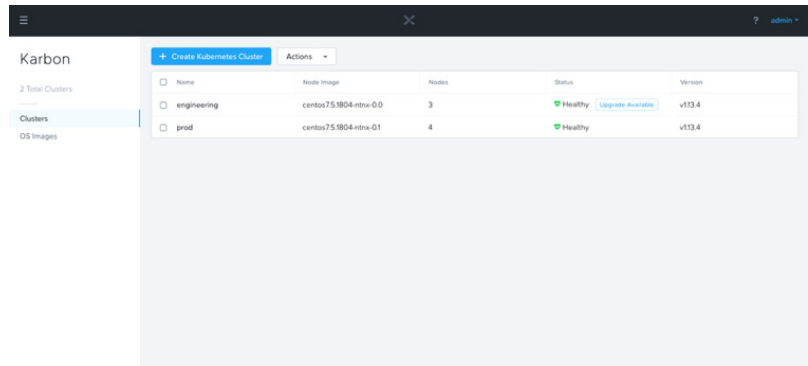 ? admin
Karbon
2 Total Clusters
Clusters
OS Images
+ Create Kubernetes Cluster Actions
Name Node Image Nodes Status Version
engineering centos7.5.1804-ntnx-0.0 3 Healthy Upgrade Available v1.13.4
prod centos7.5.1804-ntnx-0.1 4 Healthy v1.13.4